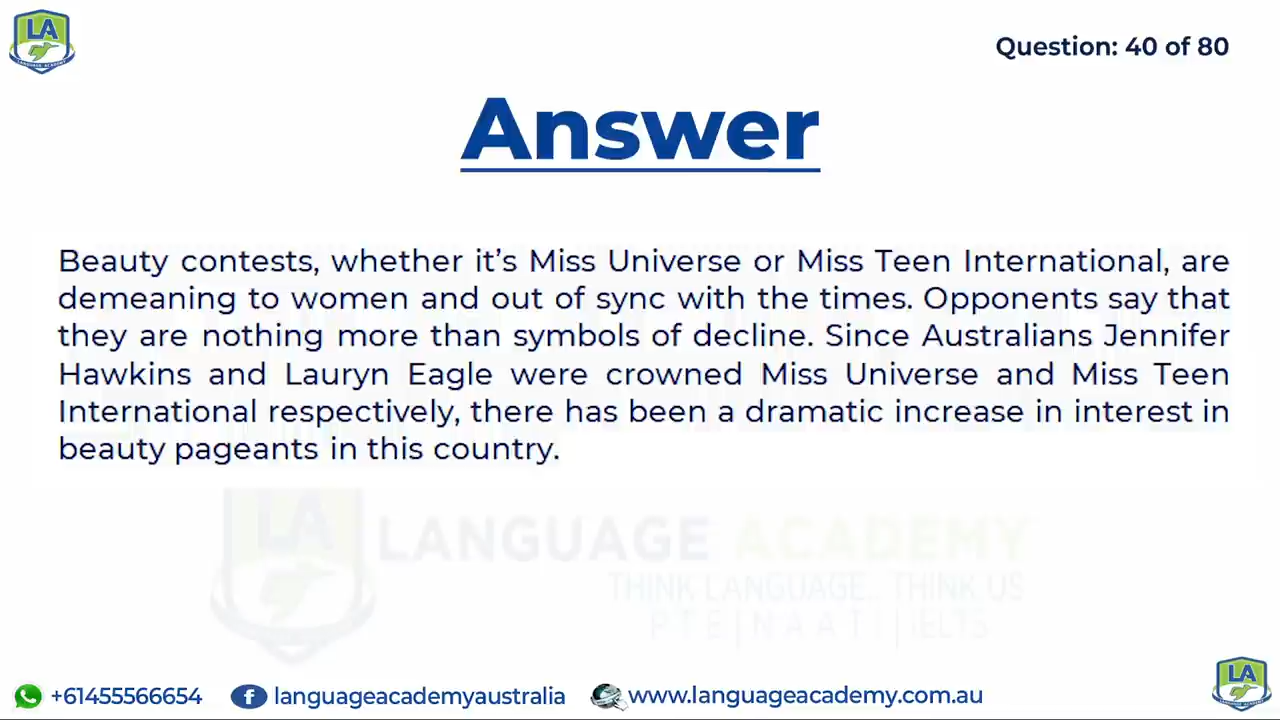 LA
LANGUAGE ACADEMY
Question: 40 of 80
Answer
Beauty contests, whether it’s Miss Universe or Miss Teen International, are
demeaning to women and out of sync with the times. Opponents say that
they are nothing more than symbols of decline. Since Australians Jennifer
Hawkins and Lauryn Eagle were crowned Miss Universe and Miss Teen
International respectively, there has been a dramatic increase in interest in
beauty pageants in this country.
LA
LANGUAGE ACADEMY
THINK LANGUAGE.. THINK US
PTE | NAATI | IELTS
+61455566654
languageacademyaustralia
www.languageacademy.com.au
LA